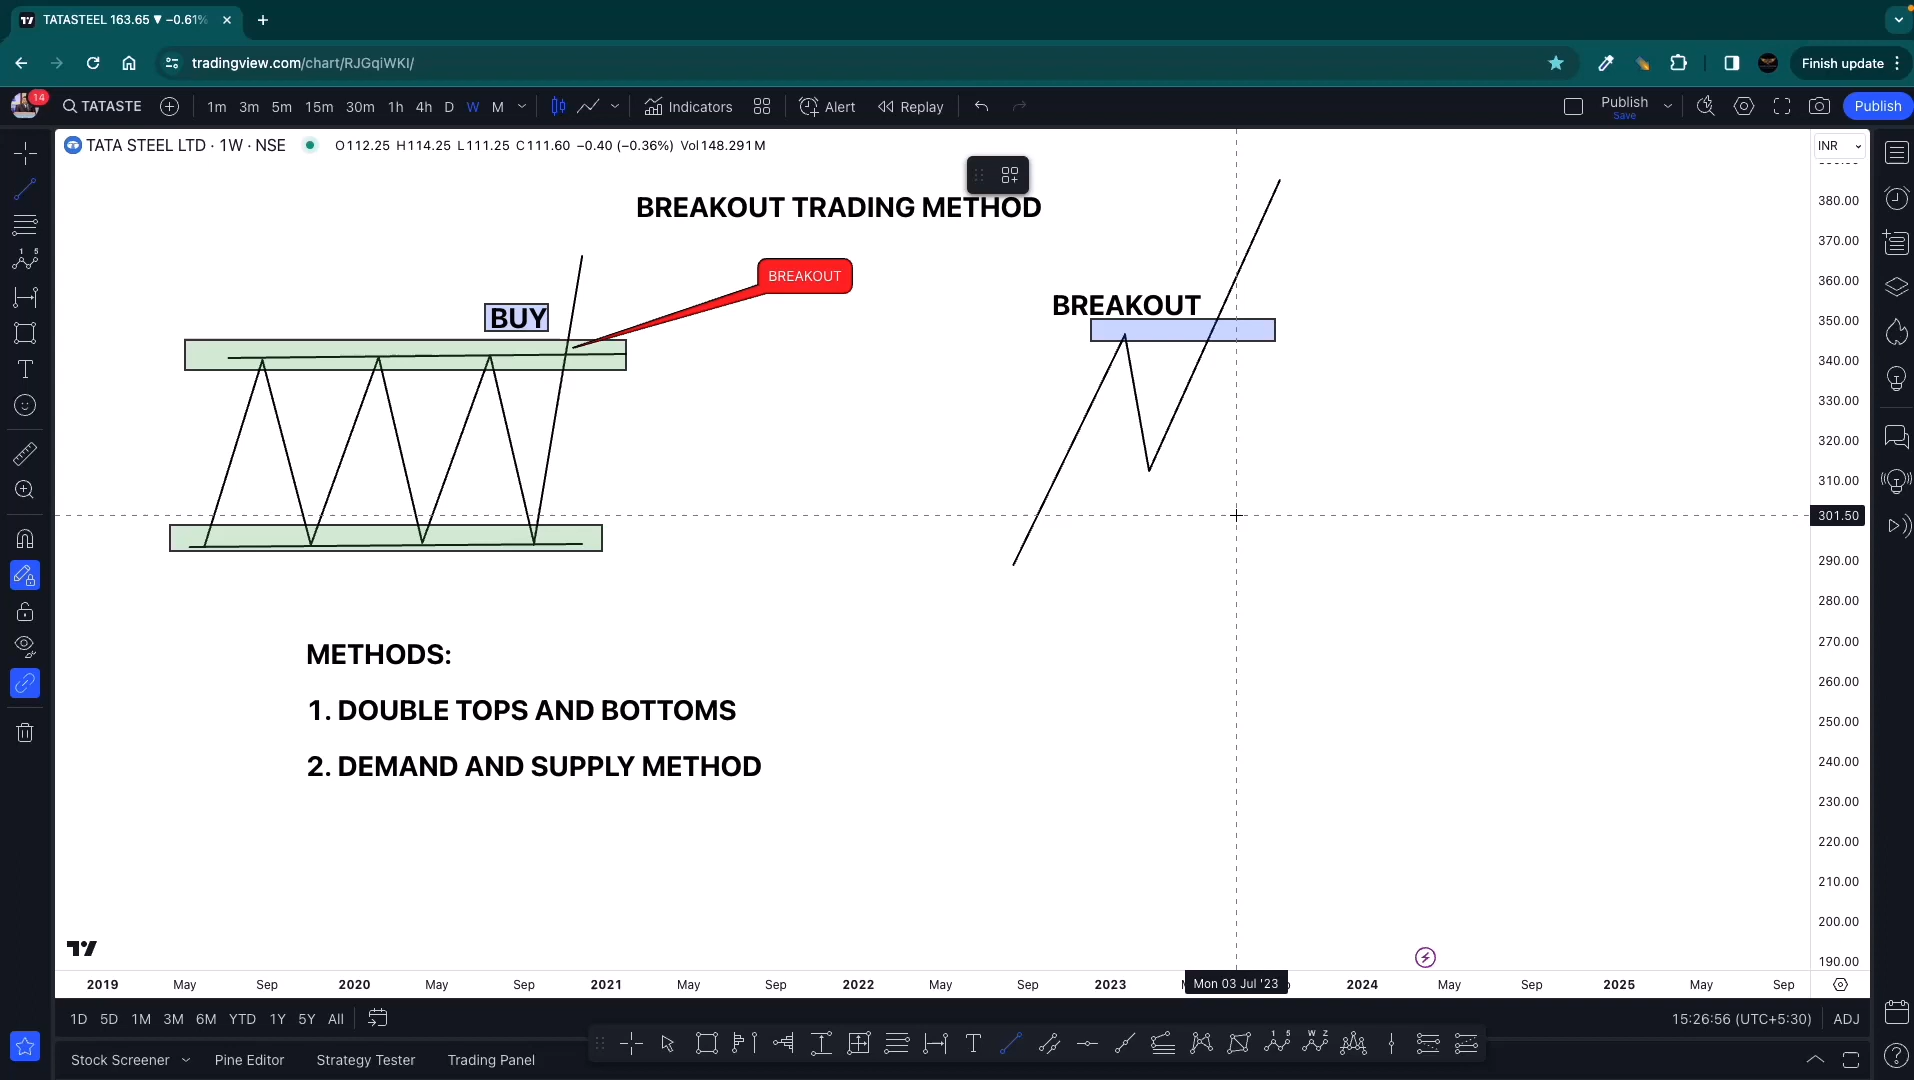 TATASTEEL 163.65 ▼ −0.61%
tradingview.com/chart/RJGqiWKI/
Finish update
14
TATASTE
1m 3m 5m 15m 30m 1h 4h D W M
Indicators
Alert
Replay
Publish
Save
Publish
TATA STEEL LTD · 1W · NSE
O112.25 H114.25 L111.25 C111.60 −0.40 (−0.36%) Vol148.291M
INR
BREAKOUT TRADING METHOD
BREAKOUT
BUY
BREAKOUT
METHODS:
1. DOUBLE TOPS AND BOTTOMS
2. DEMAND AND SUPPLY METHOD
380.00
370.00
360.00
350.00
340.00
330.00
320.00
310.00
301.50
290.00
280.00
270.00
260.00
250.00
240.00
230.00
220.00
210.00
200.00
190.00
2019 May Sep 2020 May Sep 2021 May Sep 2022 May Sep 2023 Mon 03 Jul '23 2024 May Sep 2025 May Sep
1D 5D 1M 3M 6M YTD 1Y 5Y All
15:26:56 (UTC+5:30) ADJ
Stock Screener Pine Editor Strategy Tester Trading Panel